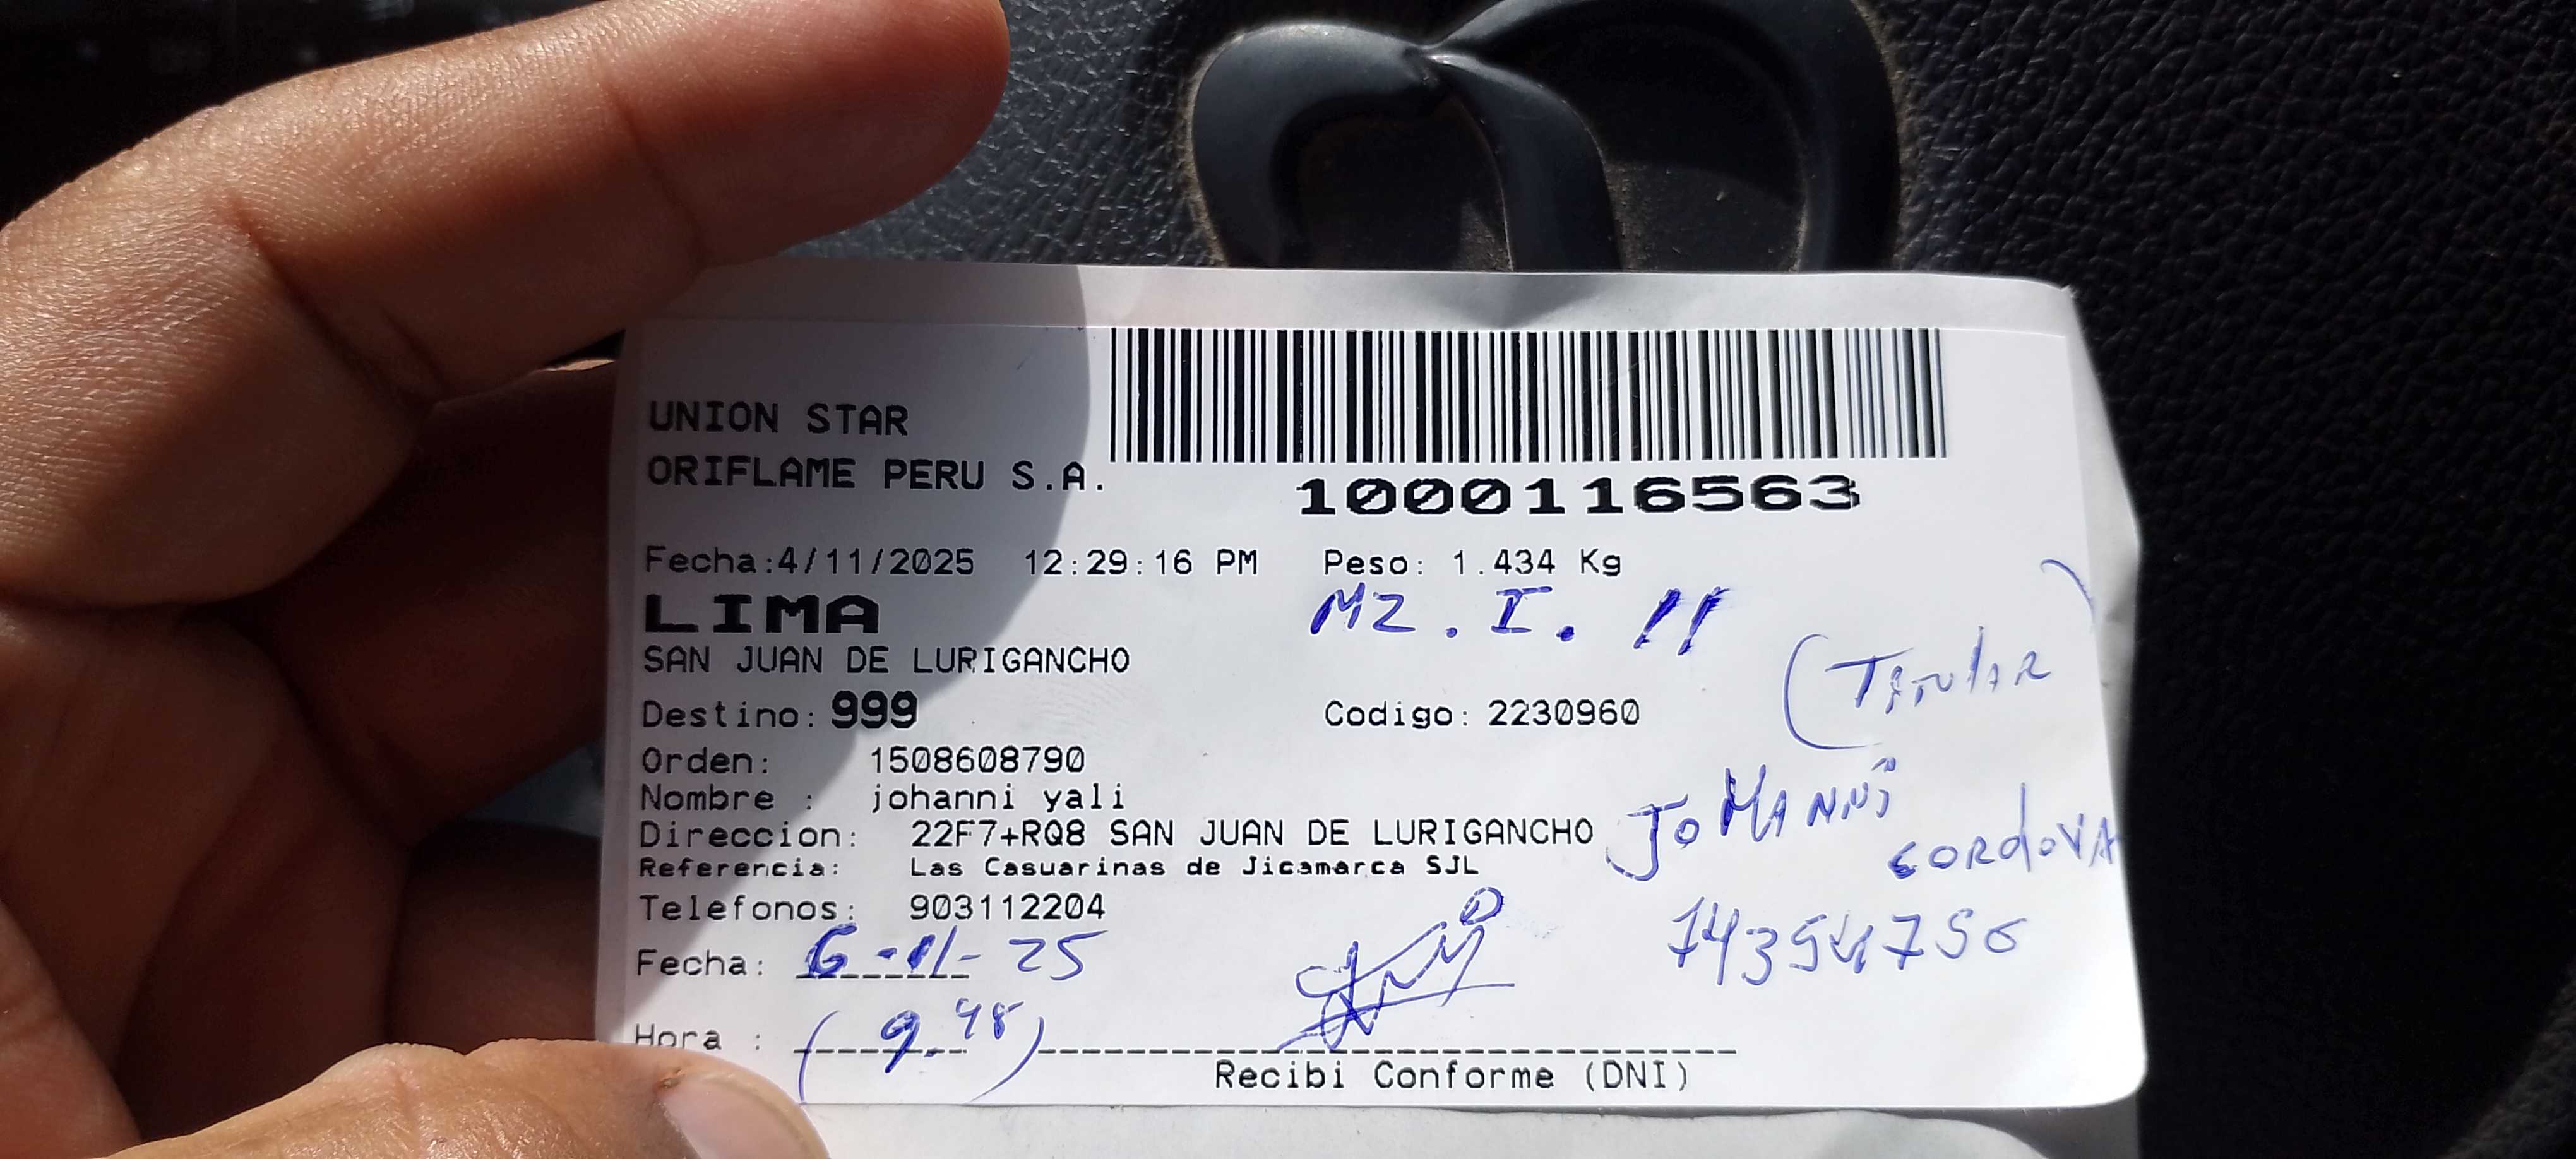 UNION STAR
ORIFLAME PERU S.A.
1000116563
Fecha:4/11/2025 12:29:16 PM Peso: 1.434 Kg
LIMA
MZ. I. 11
SAN JUAN DE LURIGANCHO
(Titular)
Destino: 999 Codigo: 2230960
Orden: 1508608790
Nombre : johanni yali
JoHANNi
Direccion: 22F7+RQ8 SAN JUAN DE LURIGANCHO
CORdoVA
Referencia: Las Casuarinas de Jicamarca SJL
Telefonos: 903112204
Fecha: 6-11-25
Hora : (9.48)
Recibi Conforme (DNI)